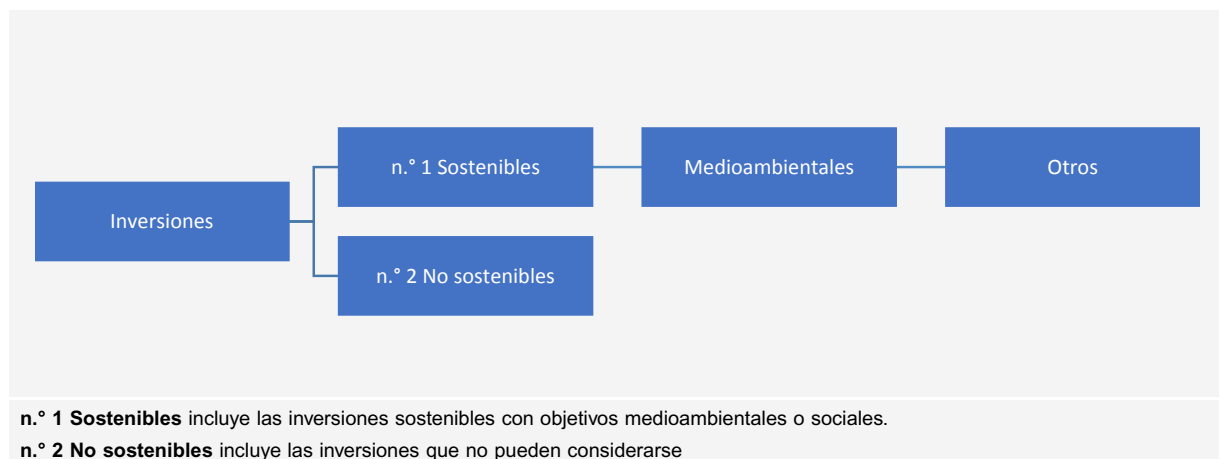 n.° 1 Sostenibles
Medioambientales
Otros
Inversiones
n.° 2 No sostenibles
n.° 1 Sostenibles incluye las inversiones sostenibles con objetivos medioambientales o sociales.
n.° 2 No sostenibles incluye las inversiones que no pueden considerarse